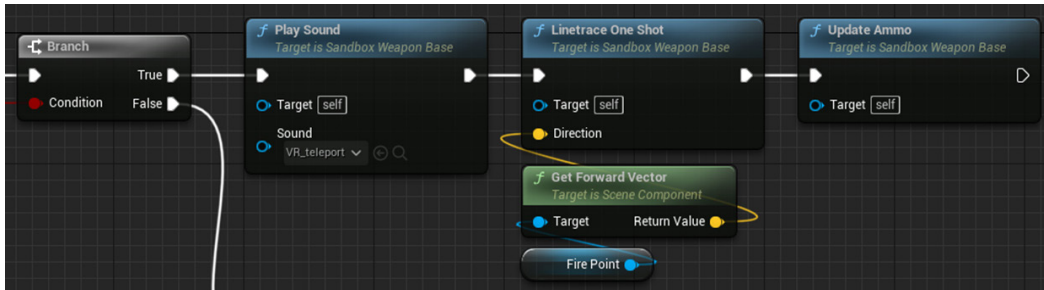 Branch
True
Condition
False
Play Sound
Target is Sandbox Weapon Base
Target self
Sound
VR_teleport
Linetrace One Shot
Target is Sandbox Weapon Base
Target self
Direction
Get Forward Vector
Target is Scene Component
Target
Return Value
Fire Point
Update Ammo
Target is Sandbox Weapon Base
Target self